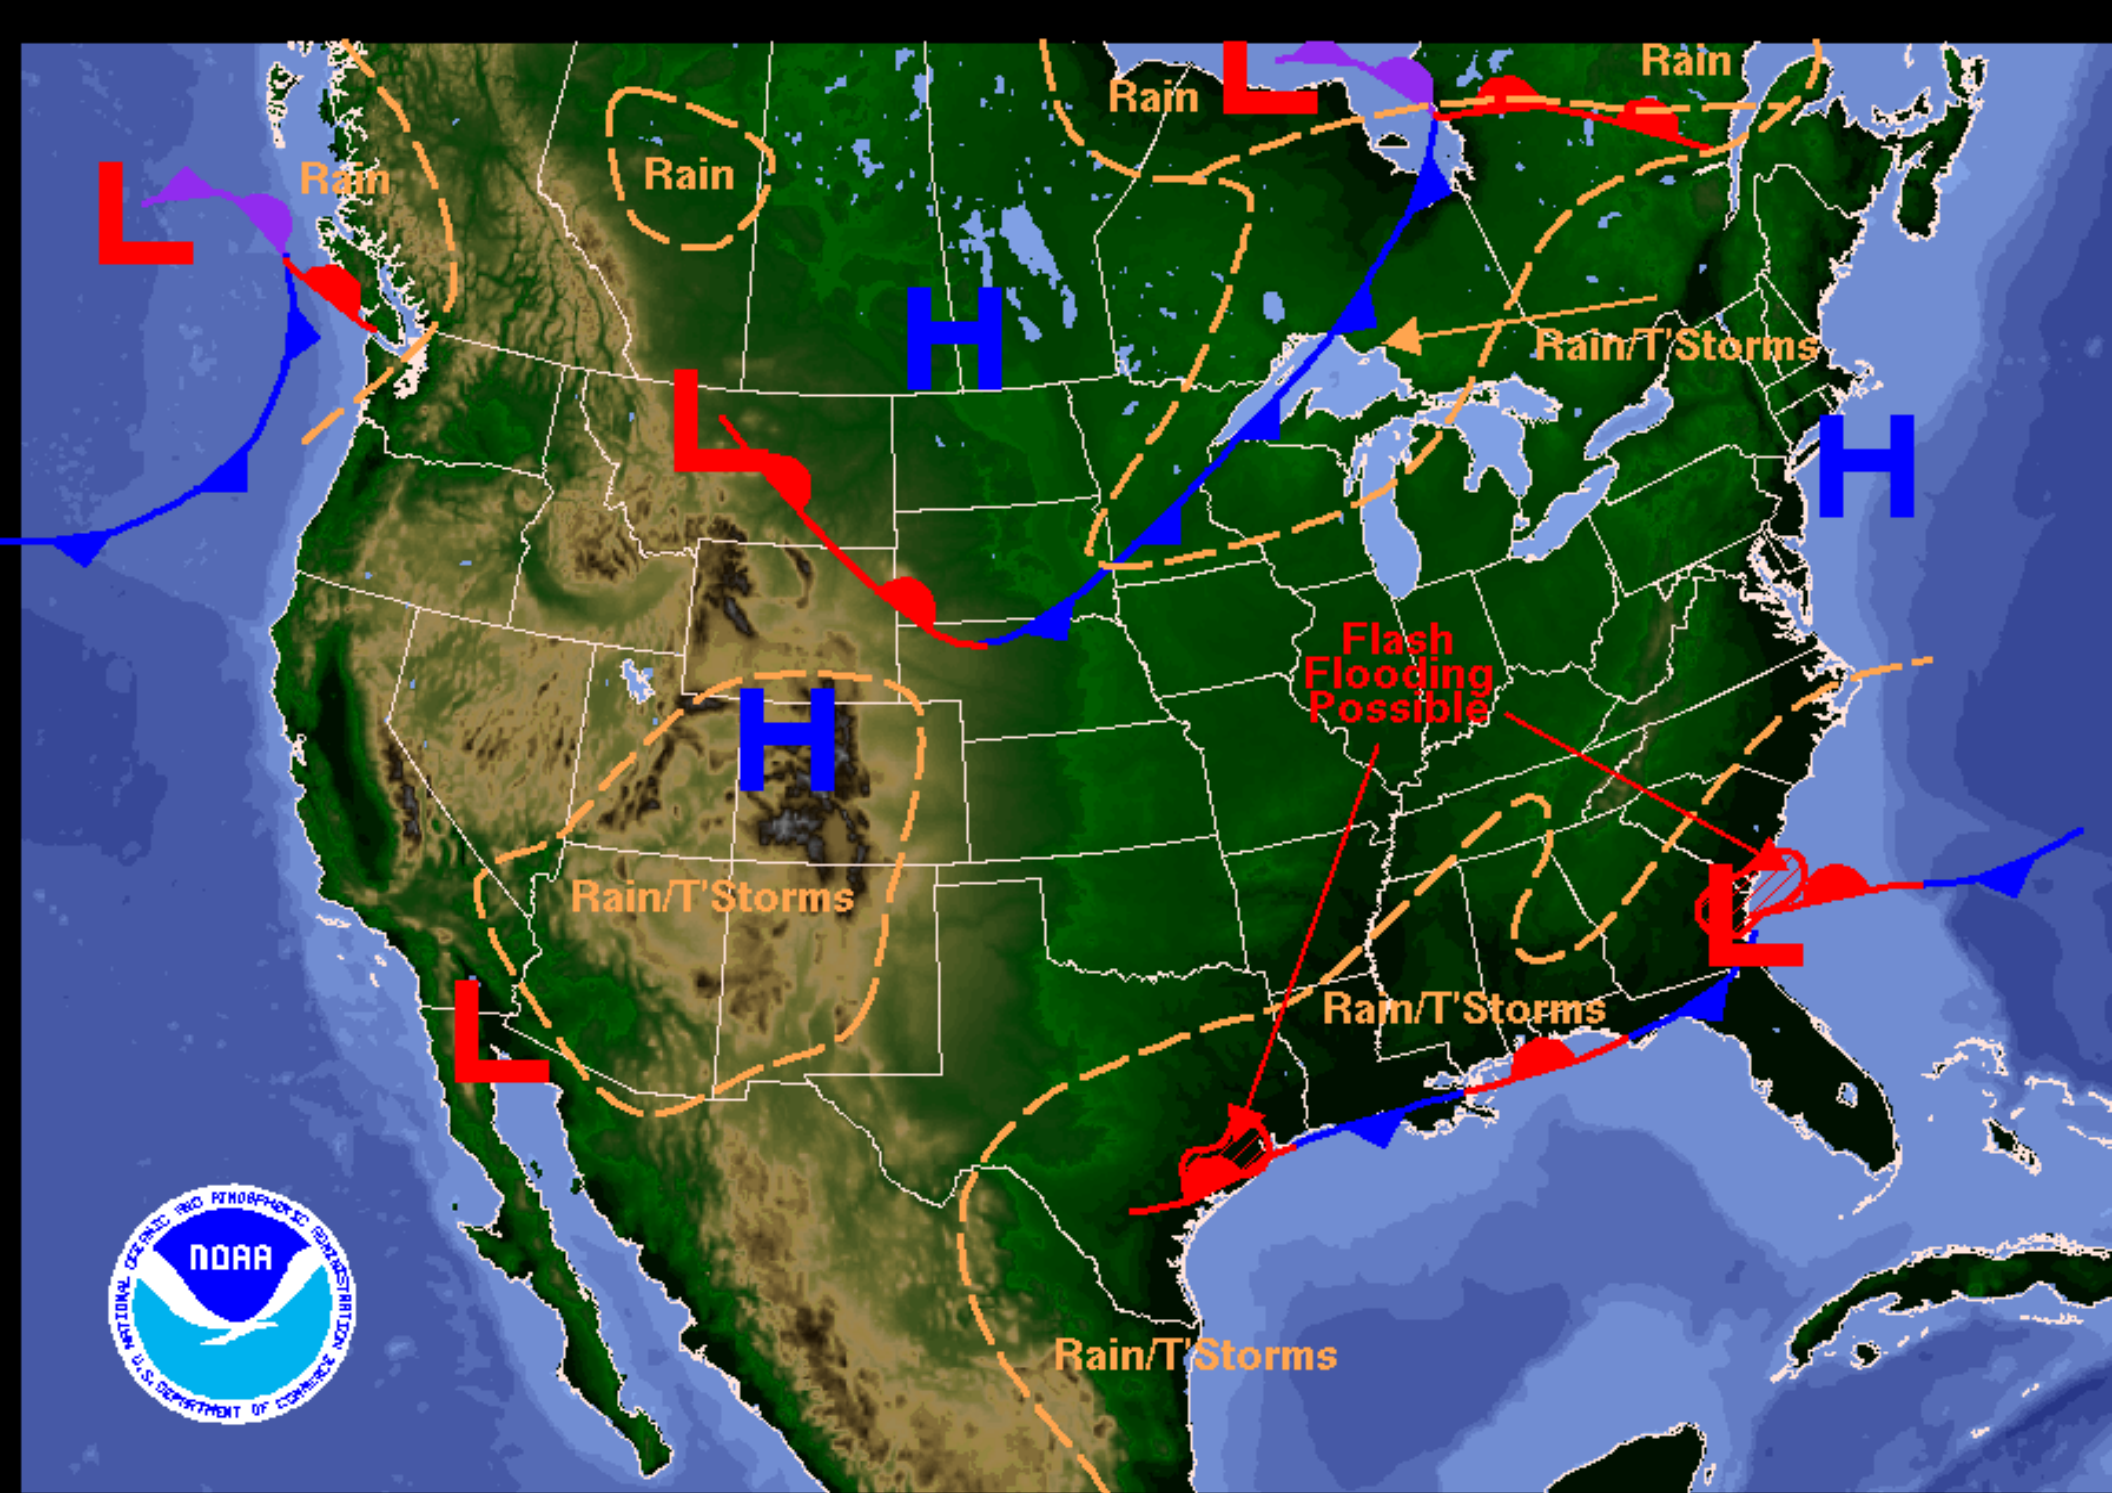 Rain
L
Rain
Rain
Rain
L
Rain/T'Storms
H
L
H
Flash
Flooding
Possible
H
Rain/T'Storms
L
L
Rain/T'Storms
Rain/T'Storms
NATIONAL OCEANIC AND ATMOSPHERIC ADMINISTRATION
NOAA
U.S. DEPARTMENT OF COMMERCE